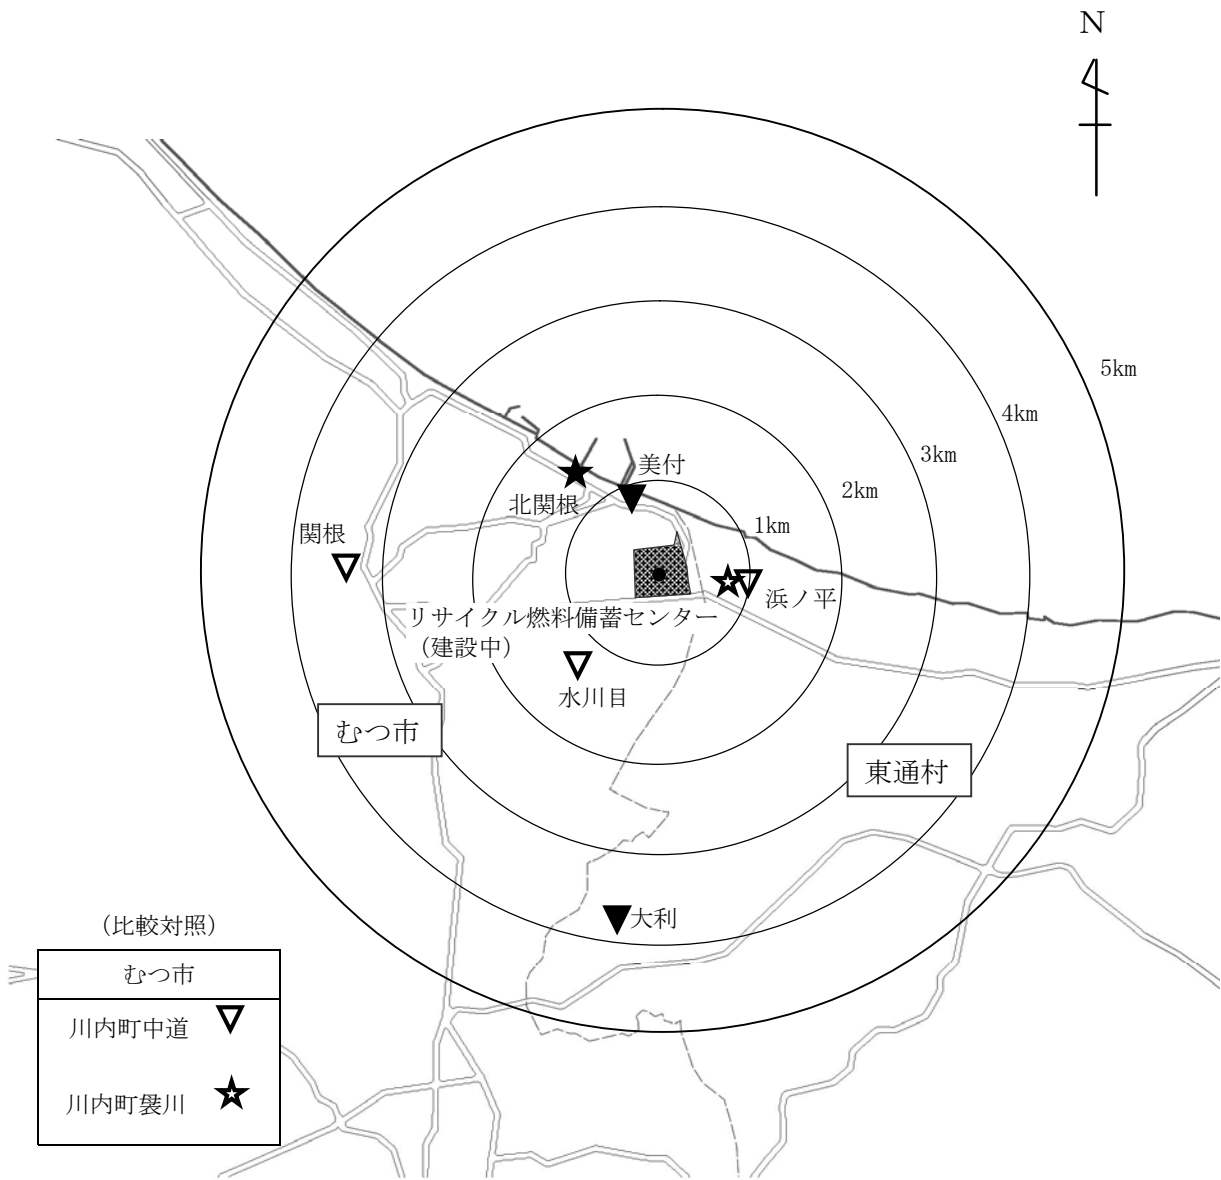 N
5km
4km
3km
2km
1km
美付
北関根
関根
浜ノ平
リサイクル燃料備蓄センター
(建設中)
水川目
むつ市
東通村
大利
(比較対照)
むつ市
川内町中道
川内町袰川